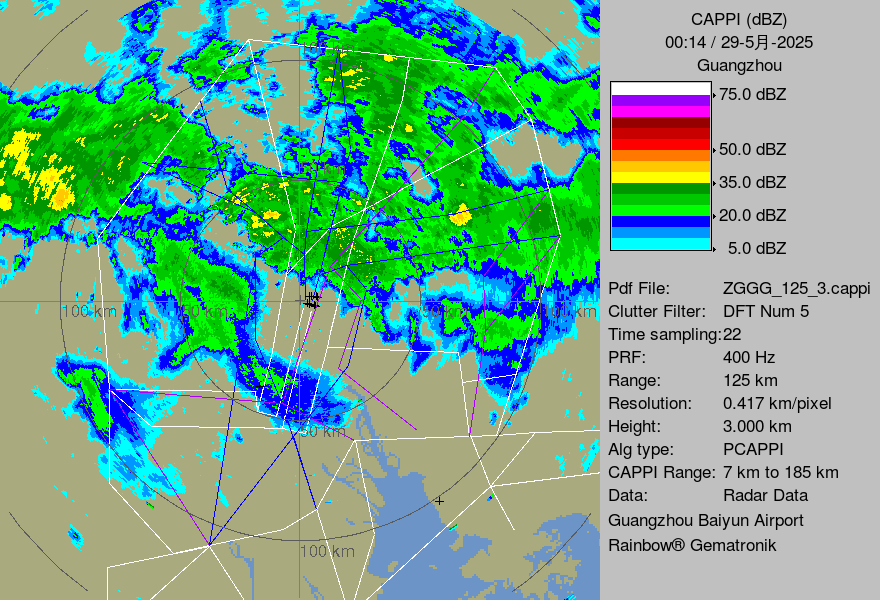 CAPPI (dBZ)
00:14 / 29-5月-2025
Guangzhou
75.0 dBZ
50.0 dBZ
35.0 dBZ
20.0 dBZ
5.0 dBZ
Pdf File: ZGGG_125_3.cappi
Clutter Filter: DFT Num 5
Time sampling:22
PRF: 400 Hz
Range: 125 km
Resolution: 0.417 km/pixel
Height: 3.000 km
Alg type: PCAPPI
CAPPI Range: 7 km to 185 km
Data: Radar Data
Guangzhou Baiyun Airport
Rainbow® Gematronik
100 km
50 km
100 km
50 km
100 km